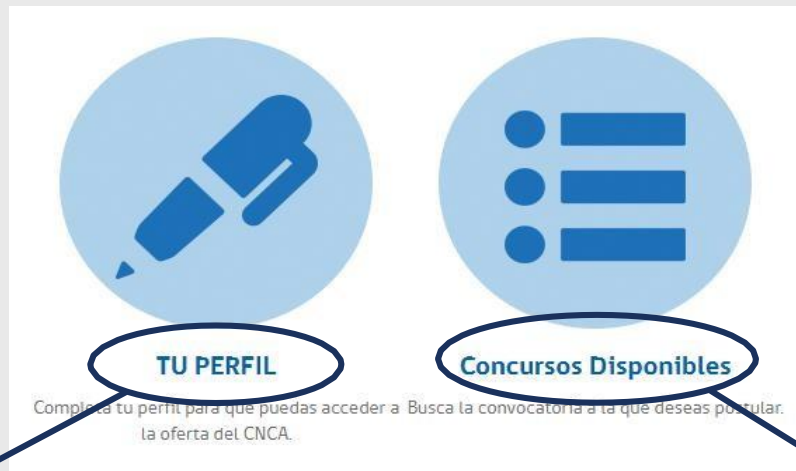 TU PERFIL
Completa tu perfil para que puedas acceder a
la oferta del CNCA.
Concursos Disponibles
Busca la convocatoria a la que deseas postular.